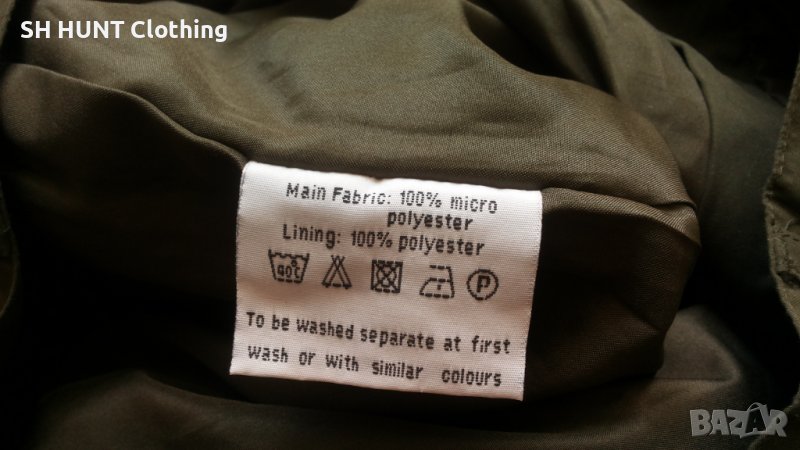 SH HUNT Clothing
Main Fabric: 100% micro
polyester
Lining: 100% polyester
P
To be washed separate at first
wash or with similar colours
BAZAR